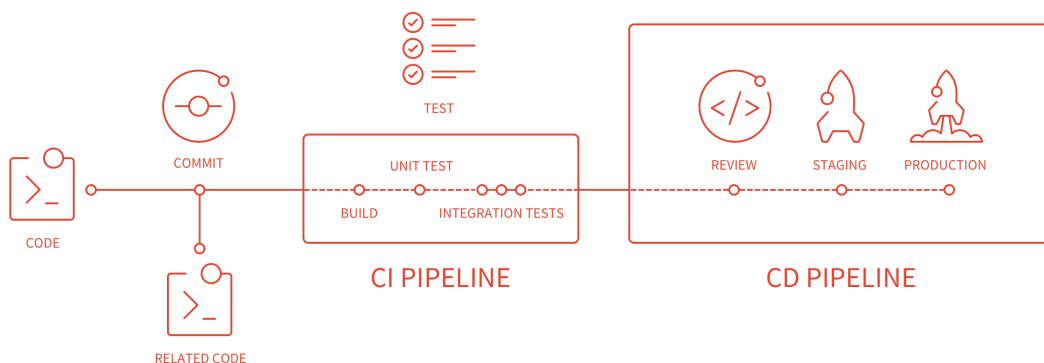 TEST
COMMIT
UNIT TEST
REVIEW
STAGING
PRODUCTION
BUILD
INTEGRATION TESTS
CODE
CI PIPELINE
CD PIPELINE
RELATED CODE